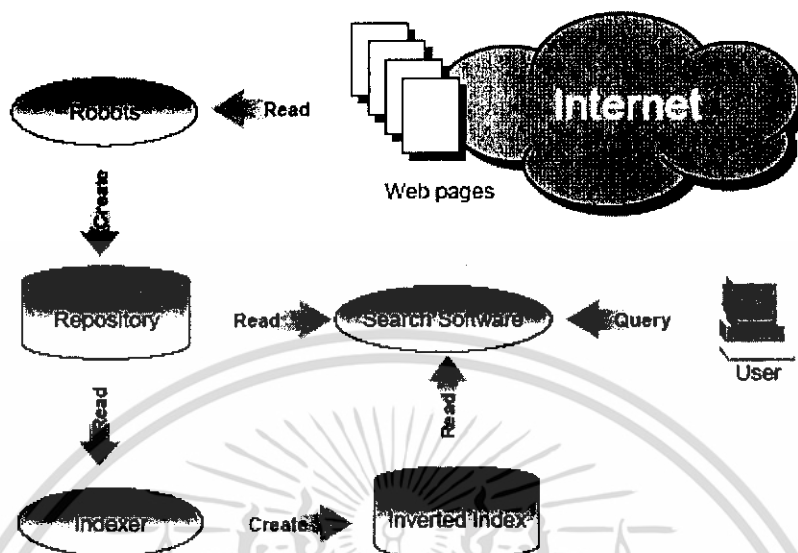 Internet
Robots
Read
Web pages
Create
Repository
Read
Search Software
Query
User
Read
Read
Indexer
Creates
Inverted Index